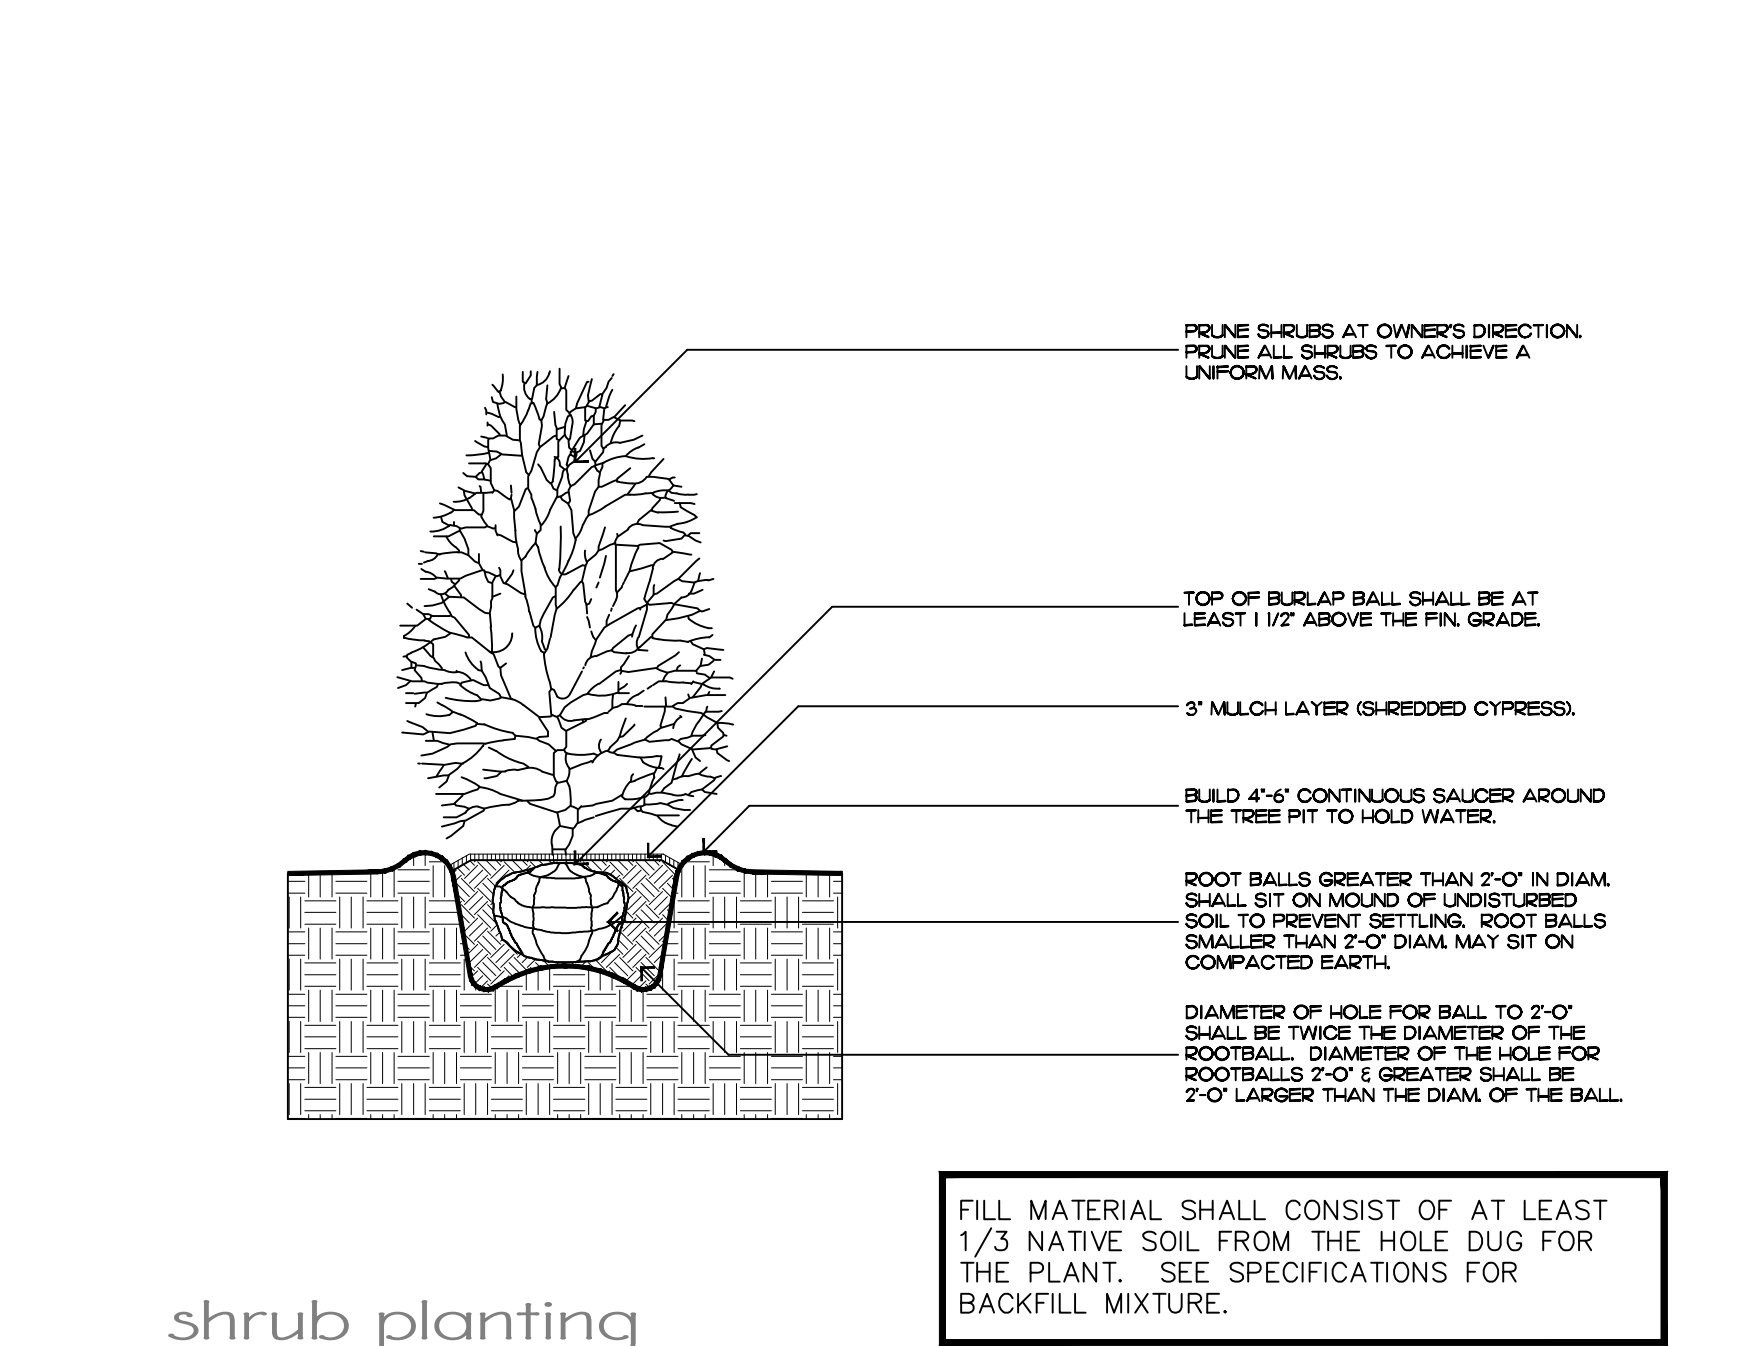 PRUNE SHRUBS AT OWNER'S DIRECTION.
PRUNE ALL SHRUBS TO ACHIEVE A
UNIFORM MASS.
TOP OF BURLAP BALL SHALL BE AT
LEAST 1 1/2" ABOVE THE FIN. GRADE.
3" MULCH LAYER (SHREDDED CYPRESS).
BUILD 4"-6" CONTINUOUS SAUCER AROUND
THE TREE PIT TO HOLD WATER.
ROOT BALLS GREATER THAN 2'-0" IN DIAM.
SHALL SIT ON MOUND OF UNDISTURBED
SOIL TO PREVENT SETTLING.  ROOT BALLS
SMALLER THAN 2'-0" DIAM. MAY SIT ON
COMPACTED EARTH.
DIAMETER OF HOLE FOR BALL TO 2'-0"
SHALL BE TWICE THE DIAMETER OF THE
ROOTBALL.  DIAMETER OF THE HOLE FOR
ROOTBALLS 2'-0" & GREATER SHALL BE
2'-0" LARGER THAN THE DIAM. OF THE BALL.
FILL MATERIAL SHALL CONSIST OF AT LEAST
1/3 NATIVE SOIL FROM THE HOLE DUG FOR
THE PLANT.  SEE SPECIFICATIONS FOR
BACKFILL MIXTURE.
shrub planting